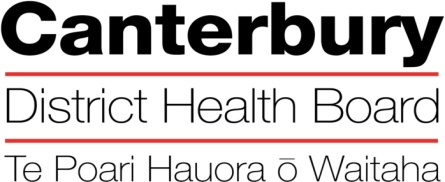 Canterbury
District Health Board
Te Poari Hauora ō Waitaha